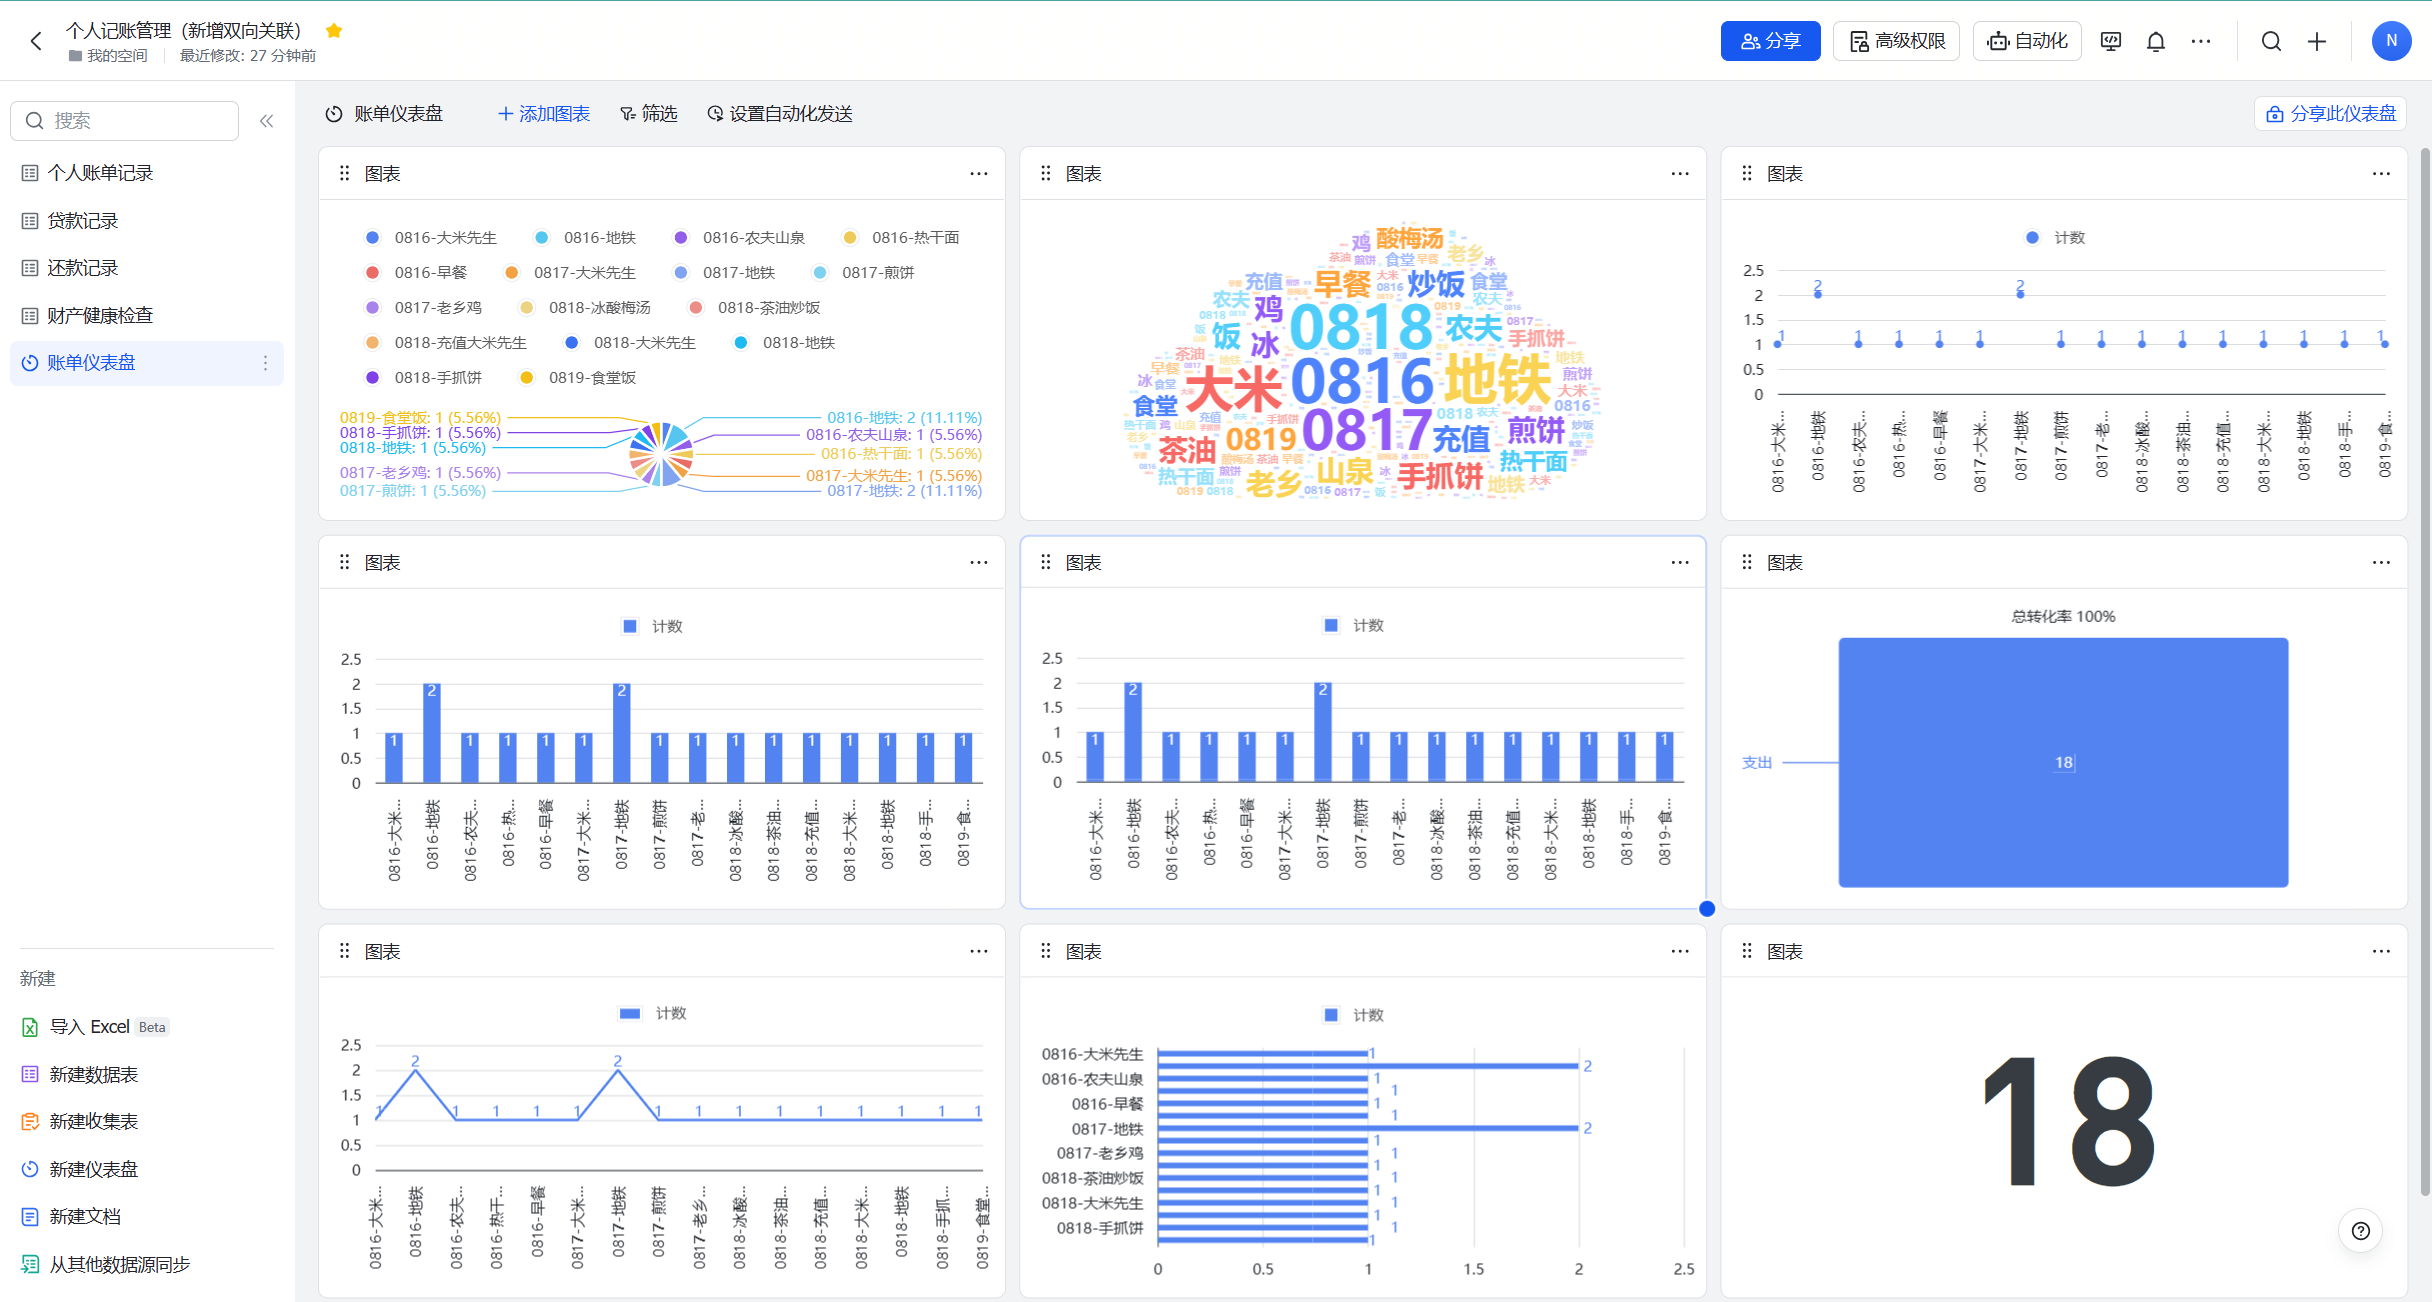 个人记账管理（新增双向关联）
我的空间
最近修改: 27 分钟前
分享
高级权限
自动化
N
搜索
个人账单记录
贷款记录
还款记录
财产健康检查
账单仪表盘
新建
导入 Excel Beta
新建数据表
新建收集表
新建仪表盘
新建文档
从其他数据源同步
账单仪表盘
添加图表
筛选
设置自动化发送
分享此仪表盘
图表
0816-大米先生 0816-地铁 0816-农夫山泉 0816-热干面
0816-早餐 0817-大米先生 0817-地铁 0817-煎饼
0817-老乡鸡 0818-冰酸梅汤 0818-茶油炒饭
0818-充值大米先生 0818-大米先生 0818-地铁
0818-手抓饼 0819-食堂饭
0819-食堂饭: 1 (5.56%)
0818-手抓饼: 1 (5.56%)
0818-地铁: 1 (5.56%)
0817-老乡鸡: 1 (5.56%)
0817-煎饼: 1 (5.56%)
0816-地铁: 2 (11.11%)
0816-农夫山泉: 1 (5.56%)
0816-热干面: 1 (5.56%)
0817-大米先生: 1 (5.56%)
0817-地铁: 2 (11.11%)
图表
鸡 酸梅汤 老乡
充值 早餐 炒饭 食堂
农夫 鸡 0818 农夫 手抓饼
饭 冰
大米 0816 地铁
食堂 0817 充值 煎饼
茶油 0819 热干面
热干面 老乡 山泉 手抓饼 地铁
图表
计数
2.5
2
1.5
1
0.5
0
1 2 1 1 1 1 2 1 1 1 1 1 1 1 1 1
0816-大米...
0816-地铁
0816-农夫...
0816-热...
0816-早餐
0817-大米...
0817-地铁
0817-煎饼
0817-老...
0818-冰酸...
0818-茶油...
0818-充值...
0818-大米...
0818-地铁
0818-手...
0819-食...
图表
计数
2.5
2
1.5
1
0.5
0
1 2 1 1 1 1 2 1 1 1 1 1 1 1 1 1
0816-大米...
0816-地铁
0816-农夫...
0816-热...
0816-早餐
0817-大米...
0817-地铁
0817-煎饼
0817-老...
0818-冰酸...
0818-茶油...
0818-充值...
0818-大米...
0818-地铁
0818-手...
0819-食...
图表
计数
2.5
2
1.5
1
0.5
0
1 2 1 1 1 1 2 1 1 1 1 1 1 1 1 1
0816-大米...
0816-地铁
0816-农夫...
0816-热...
0816-早餐
0817-大米...
0817-地铁
0817-煎饼
0817-老...
0818-冰酸...
0818-茶油...
0818-充值...
0818-大米...
0818-地铁
0818-手...
0819-食...
图表
总转化率 100%
支出
18
图表
计数
2.5
2
1.5
1
0.5
0
1 2 1 1 1 1 2 1 1 1 1 1 1 1 1 1
0816-大米...
0816-地铁
0816-农夫...
0816-热干...
0816-早餐
0817-大米...
0817-地铁
0817-煎饼
0817-老乡...
0818-冰酸...
0818-茶油...
0818-充值...
0818-大米...
0818-地铁
0818-手抓...
0819-食堂...
图表
计数
0816-大米先生 1
2
0816-农夫山泉 1
1
0816-早餐 1
1
0817-地铁 2
1
0817-老乡鸡 1
1
0818-茶油炒饭 1
1
0818-大米先生 1
1
0818-手抓饼 1
1
0 0.5 1 1.5 2 2.5
图表
18